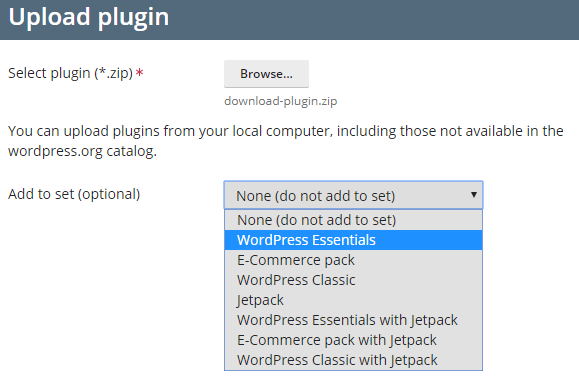 Upload plugin
Select plugin (*.zip)*
Browse...
download-plugin.zip
You can upload plugins from your local computer, including those not available in the
wordpress.org catalog.
Add to set (optional)
None (do not add to set)
None (do not add to set)
WordPress Essentials
E-Commerce pack
WordPress Classic
Jetpack
WordPress Essentials with Jetpack
E-Commerce pack with Jetpack
WordPress Classic with Jetpack